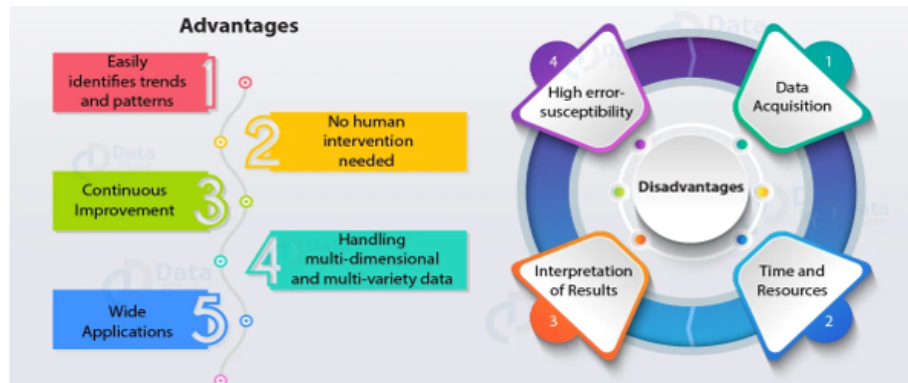 Advantages
1
Easily
identifies trends
and patterns
2
No human
intervention
needed
3
Continuous
Improvement
4
Handling
multi-dimensional
and multi-variety data
5
Wide
Applications
Disadvantages
1
Data
Acquisition
2
Time and
Resources
3
Interpretation
of Results
4
High error-
susceptibility
Data
Data